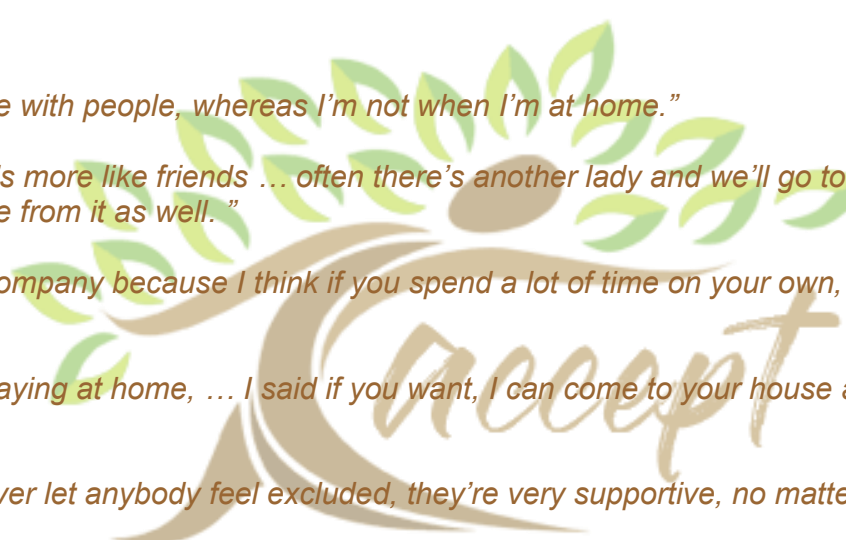 e with people, whereas I’m not when I’m at home.”
s more like friends … often there’s another lady and we’ll go to
e from it as well. ”
ompany because I think if you spend a lot of time on your own,
accept
aying at home, … I said if you want, I can come to your house a
ver let anybody feel excluded, they’re very supportive, no matte